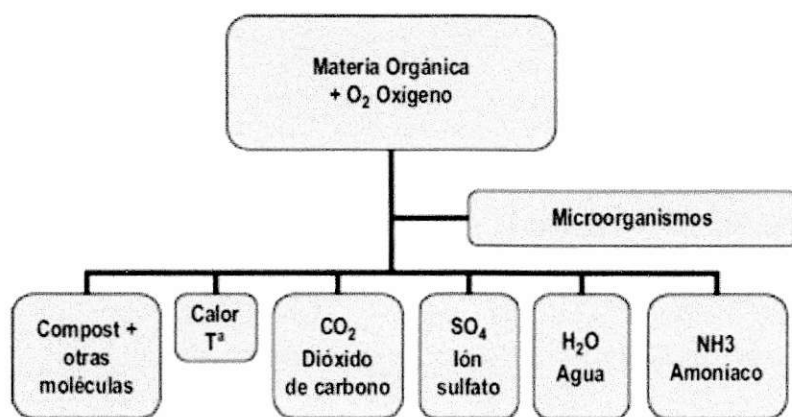 Materia Orgánica
+ O₂ Oxígeno
Microorganismos
Compost +
otras
moléculas
Calor
Tª
CO₂
Dióxido
de carbono
SO₄
Ión
sulfato
H₂O
Agua
NH3
Amoníaco